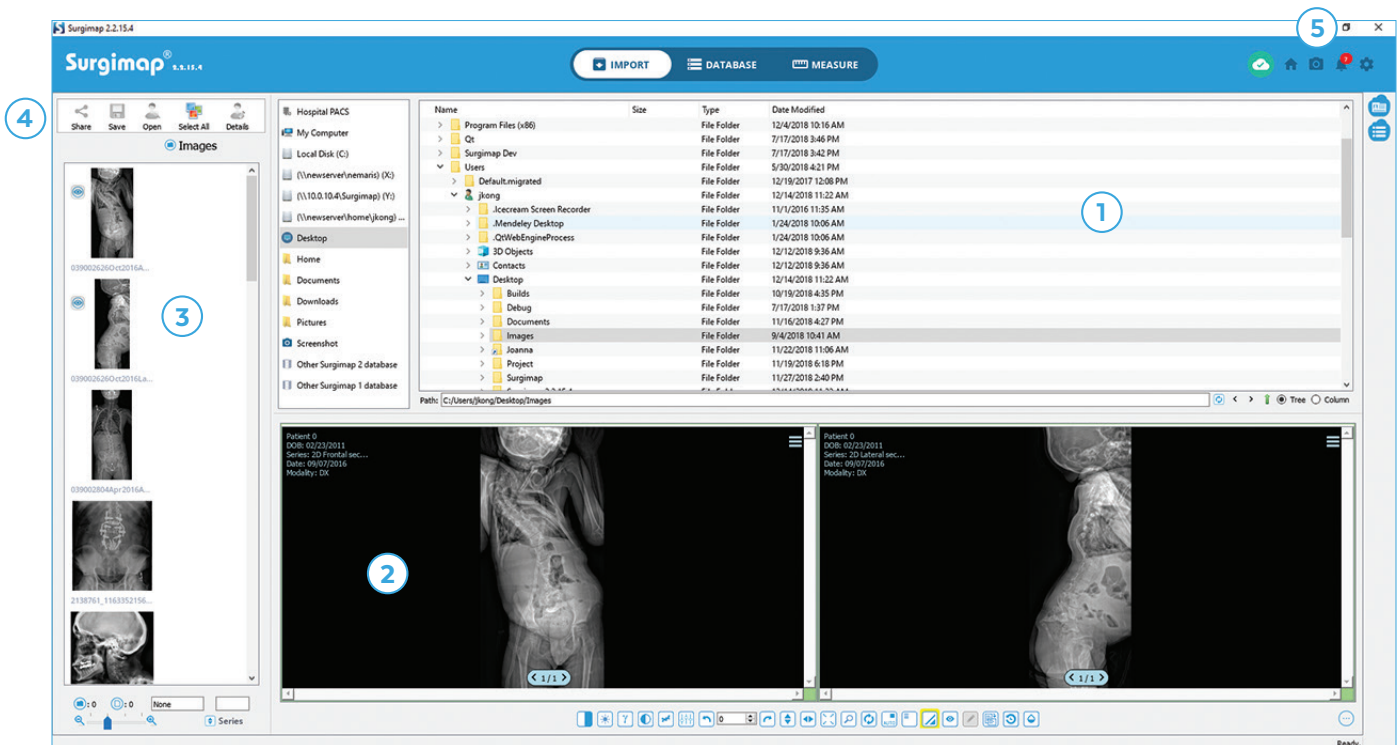 Surgimap 2.2.15.4
5
Surgimap® 2.2.15.4
IMPORT
DATABASE
MEASURE
7
4
Share Save Open Select All Details
Images
039002626Oct2016A...
3
039002626Oct2016La...
039002804Apr2016A...
2138761_1163352156...
:0 :0 None
Series
Hospital PACS
My Computer
Local Disk (C:)
(\\newserver\nemaris) (X:)
(\\10.0.10.4\Surgimap) (Y:)
(\\newserver\home\jkong) ...
Desktop
Home
Documents
Downloads
Pictures
Screenshot
Other Surgimap 2 database
Other Surgimap 1 database
Name Size Type Date Modified
Program Files (x86) File Folder 12/4/2018 10:16 AM
Qt File Folder 7/17/2018 3:46 PM
Surgimap Dev File Folder 7/17/2018 3:42 PM
Users File Folder 5/30/2018 4:21 PM
Default.migrated File Folder 12/19/2017 12:08 PM
jkong File Folder 12/14/2018 11:22 AM
.Icecream Screen Recorder File Folder 11/1/2016 11:35 AM
.Mendeley Desktop File Folder 1/24/2018 10:06 AM
.QtWebEngineProcess File Folder 1/24/2018 10:06 AM
3D Objects File Folder 12/12/2018 9:36 AM
Contacts File Folder 12/12/2018 9:36 AM
Desktop File Folder 12/14/2018 11:22 AM
Builds File Folder 10/19/2018 4:35 PM
Debug File Folder 7/17/2018 1:37 PM
Documents File Folder 11/16/2018 4:27 PM
Images File Folder 9/4/2018 10:41 AM
Joanna File Folder 11/22/2018 11:06 AM
Project File Folder 11/19/2018 6:18 PM
Surgimap File Folder 11/27/2018 2:40 PM
1
Path: C:/Users/jkong/Desktop/Images
Tree Column
Patient 0
DOB: 02/23/2011
Series: 2D Frontal sec...
Date: 09/07/2016
Modality: DX
2
< 1/1 >
Patient 0
DOB: 02/23/2011
Series: 2D Lateral sec...
Date: 09/07/2016
Modality: DX
< 1/1 >
γ
0
Ready